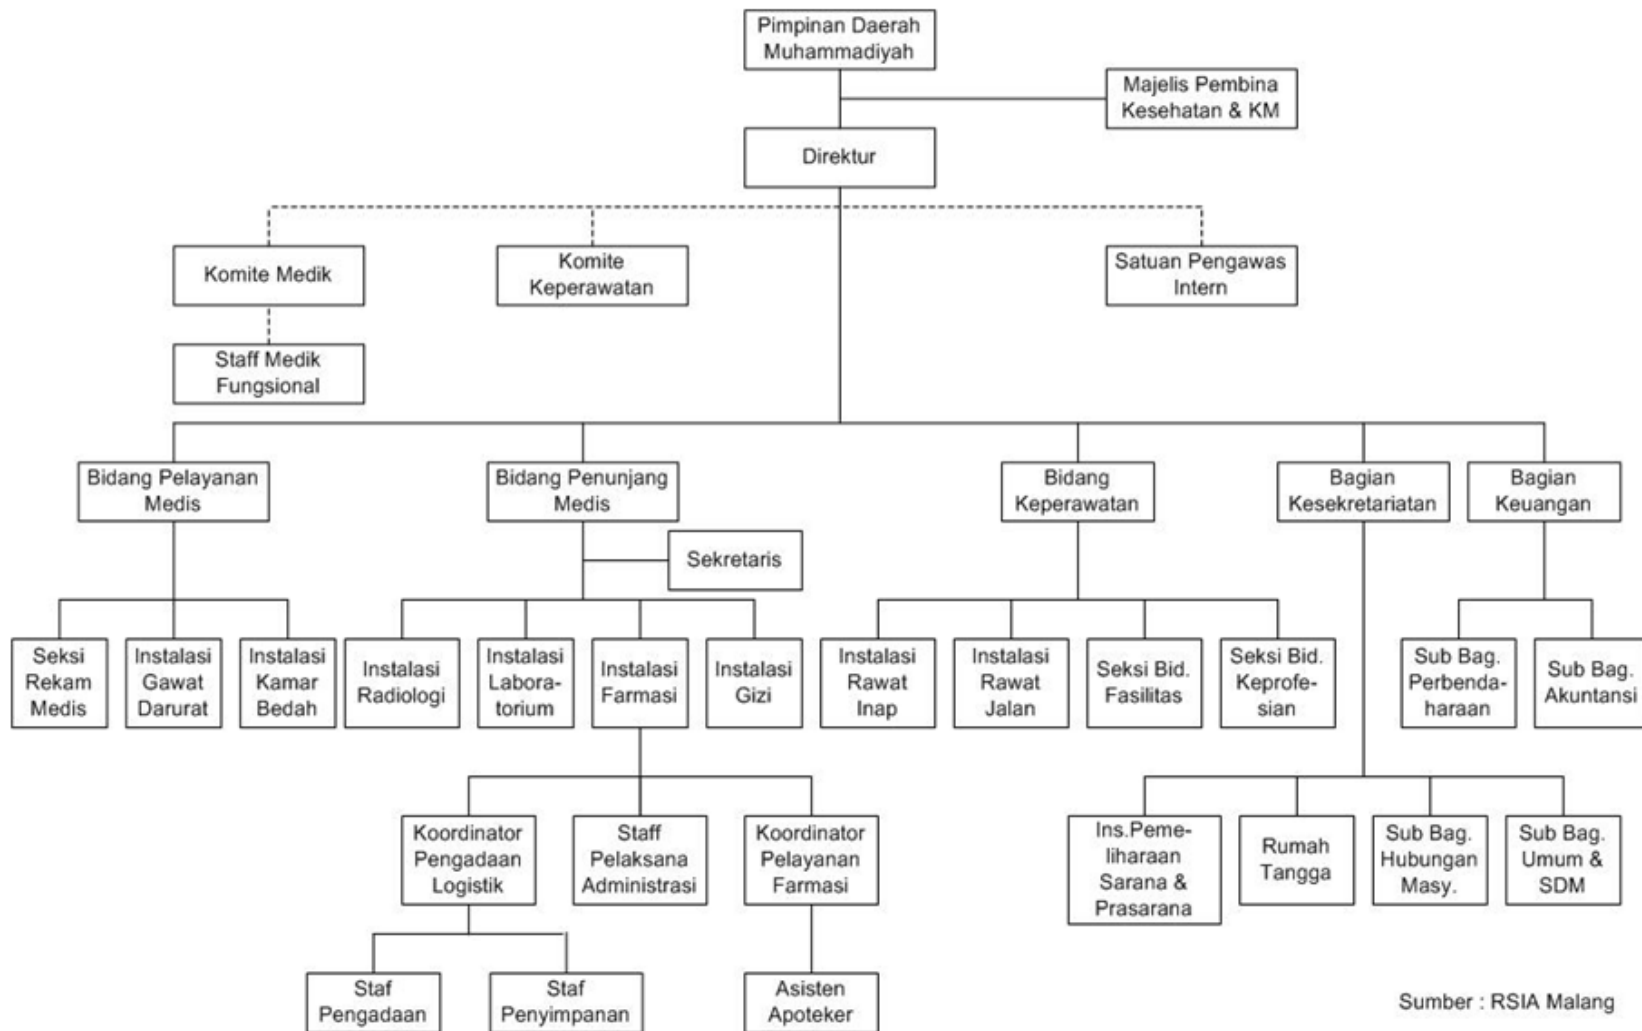 Pimpinan Daerah
Muhammadiyah
Majelis Pembina
Kesehatan & KM
Direktur
Komite Medik
Komite
Keperawatan
Satuan Pengawas
Intern
Staff Medik
Fungsional
Bidang Pelayanan
Medis
Bidang Penunjang
Medis
Bidang
Keperawatan
Bagian
Kesekretariatan
Bagian
Keuangan
Sekretaris
Seksi
Rekam
Medis
Instalasi
Gawat
Darurat
Instalasi
Kamar
Bedah
Instalasi
Radiologi
Instalasi
Labora-
torium
Instalasi
Farmasi
Instalasi
Gizi
Instalasi
Rawat
Inap
Instalasi
Rawat
Jalan
Seksi Bid.
Fasilitas
Seksi Bid.
Keprofe-
sian
Sub Bag.
Perbenda-
haraan
Sub Bag.
Akuntansi
Koordinator
Pengadaan
Logistik
Staff
Pelaksana
Administrasi
Koordinator
Pelayanan
Farmasi
Ins.Peme-
liharaan
Sarana &
Prasarana
Rumah
Tangga
Sub Bag.
Hubungan
Masy.
Sub Bag.
Umum &
SDM
Staf
Pengadaan
Staf
Penyimpanan
Asisten
Apoteker
Sumber : RSIA Malang